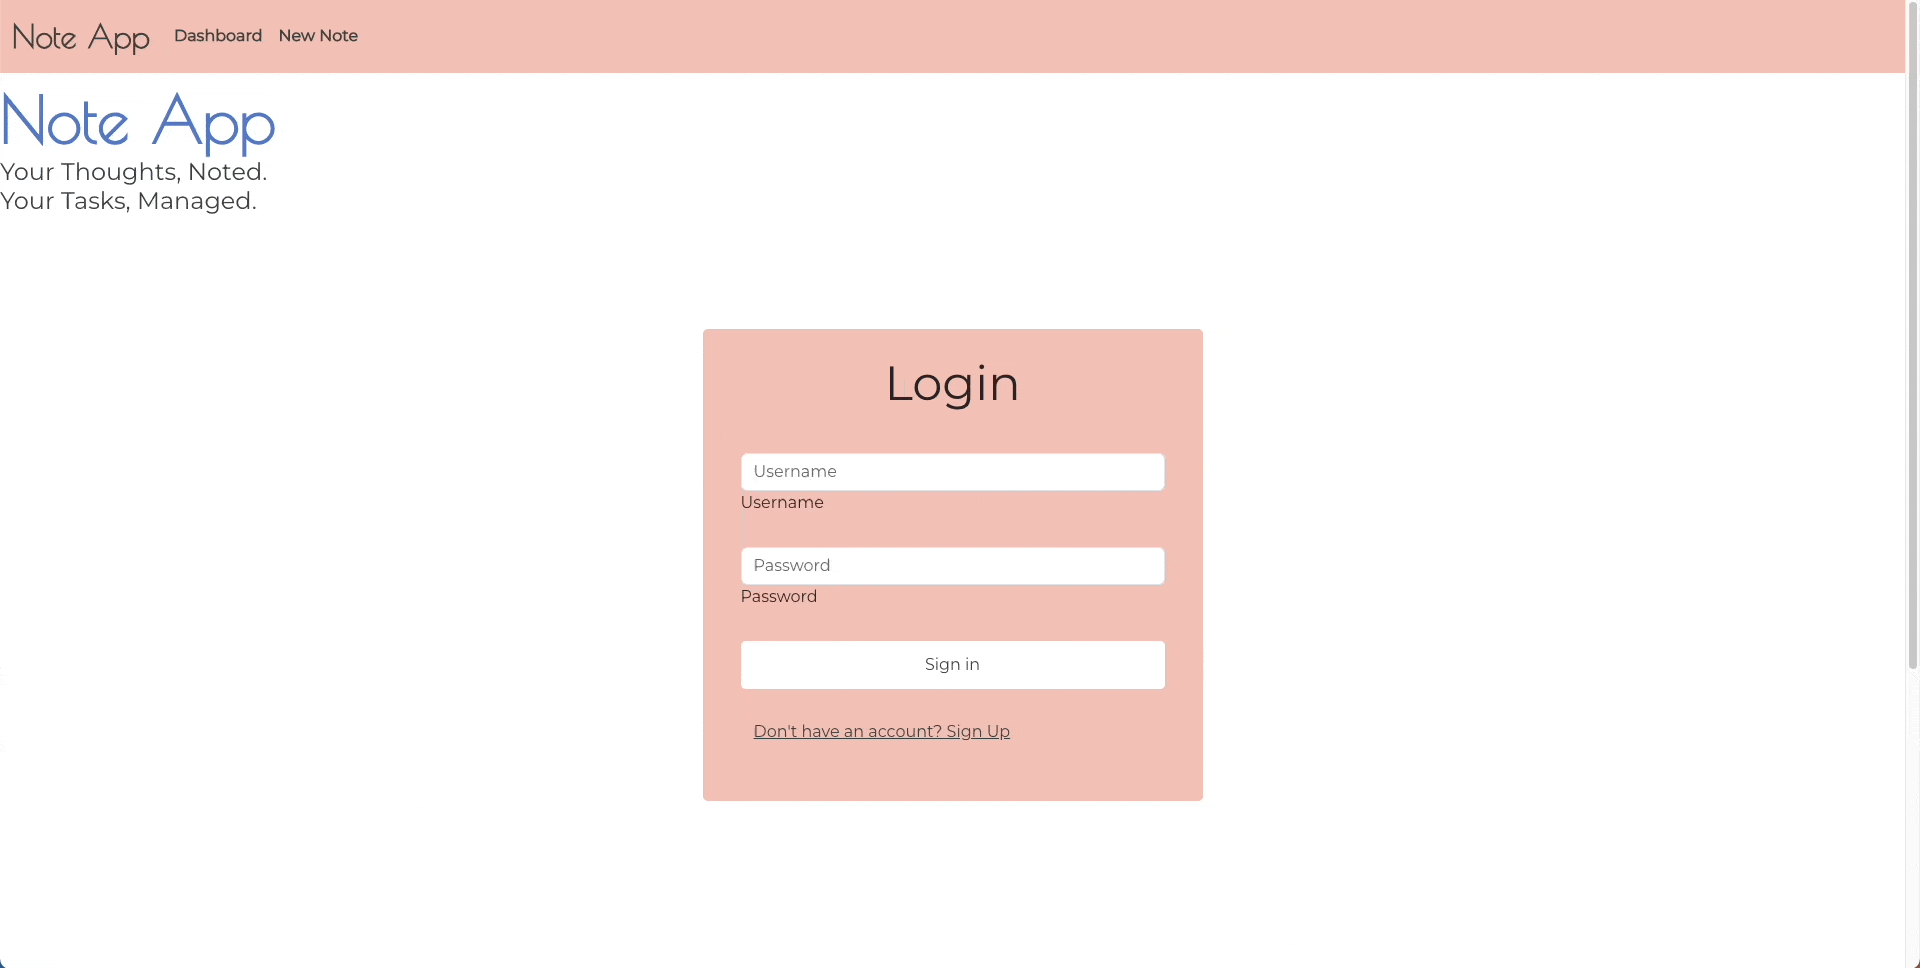 Note App Dashboard New Note
Note App
Your Thoughts, Noted.
Your Tasks, Managed.
Login
Username
Username
Password
Password
Sign in
Don't have an account? Sign Up